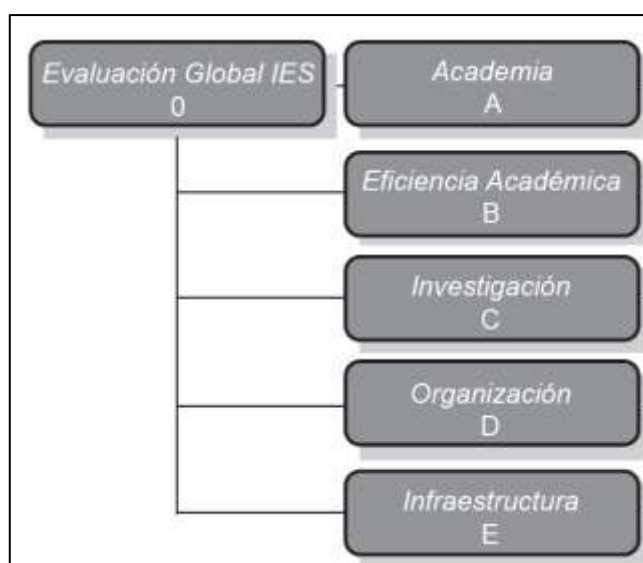 Evaluación Global IES
0
Academia
A
Eficiencia Académica
B
Investigación
C
Organización
D
Infraestructura
E